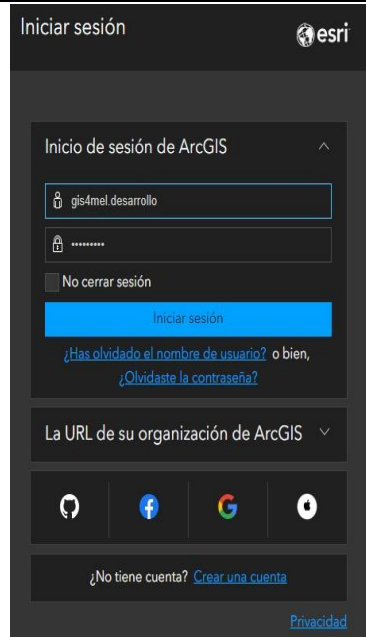 Iniciar sesión
esri
Inicio de sesión de ArcGIS
gis4mel.desarrollo
•••••••••
No cerrar sesión
Iniciar sesión
¿Has olvidado el nombre de usuario? o bien,
¿Olvidaste la contraseña?
La URL de su organización de ArcGIS
¿No tiene cuenta? Crear una cuenta
Privacidad